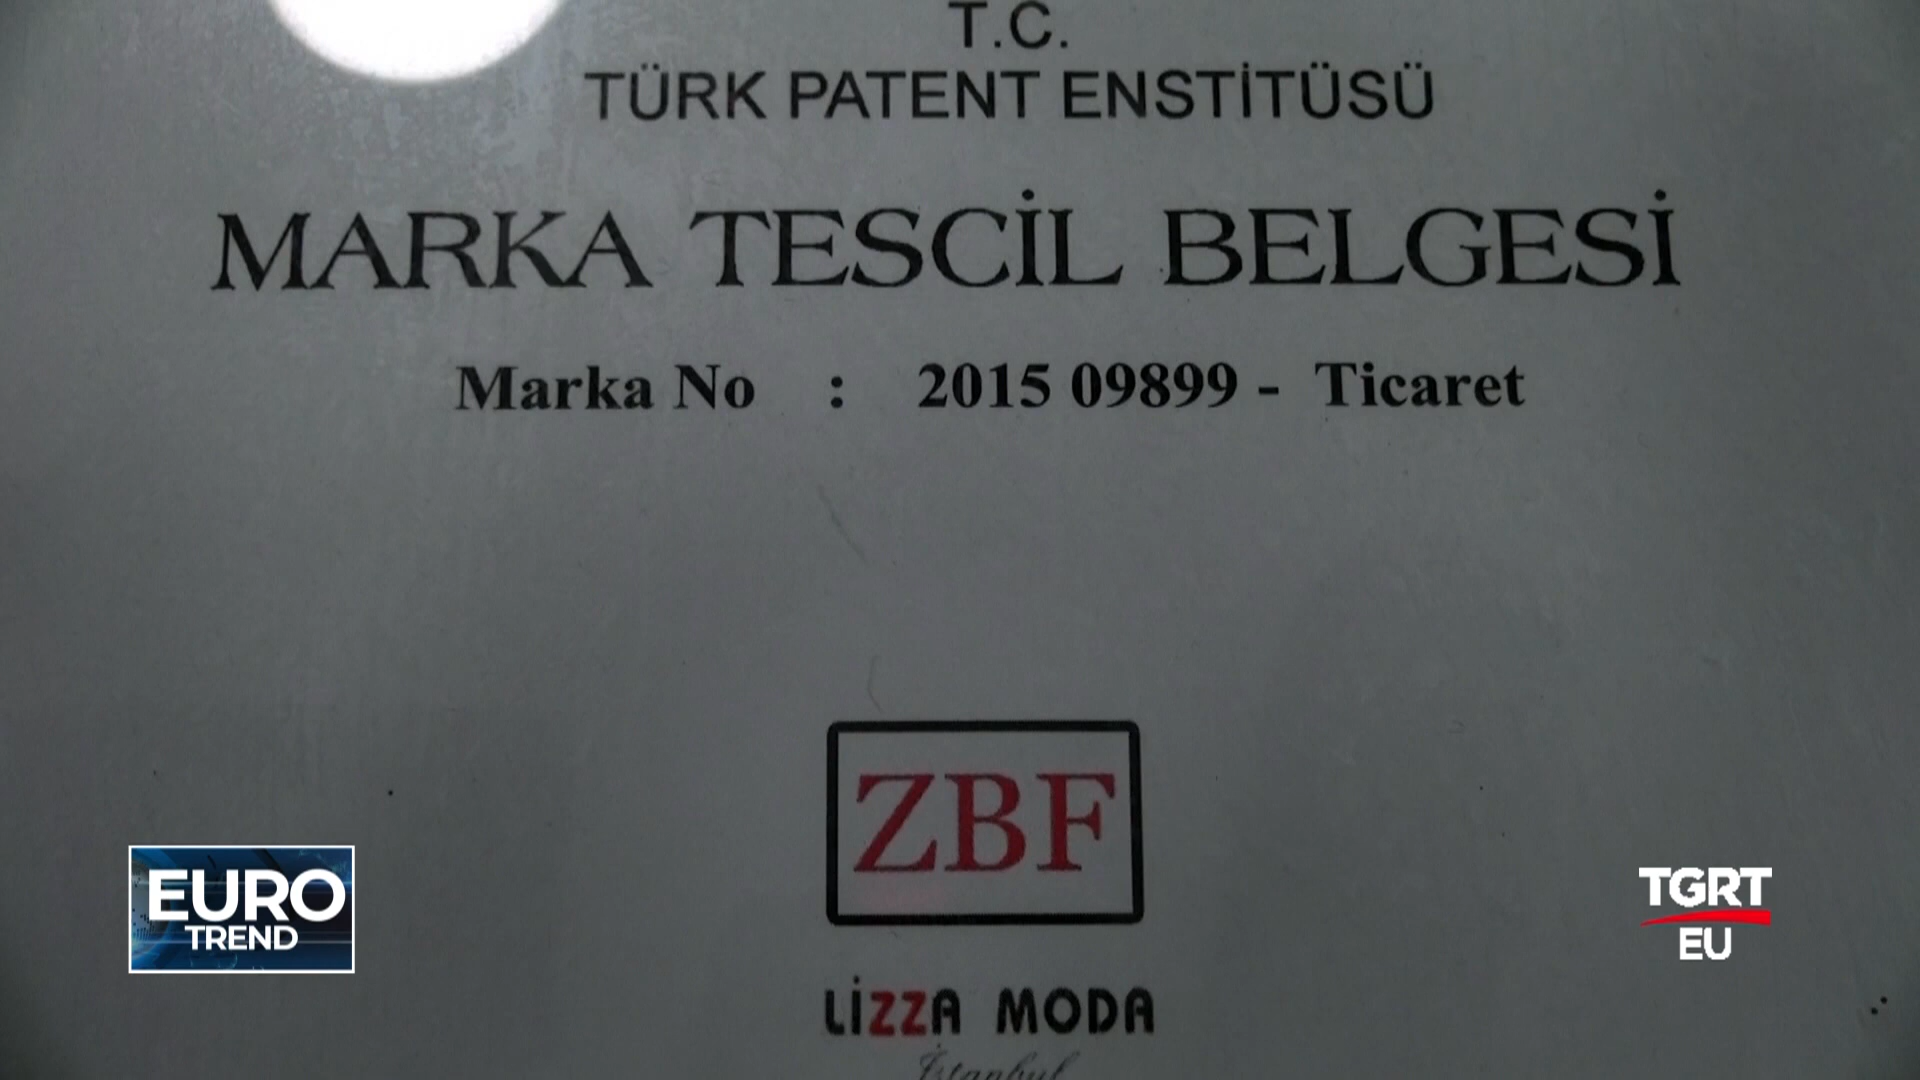 T.C.
TÜRK PATENT ENSTİTÜSÜ
MARKA TESCİL BELGESİ
Marka No : 2015 09899 - Ticaret
ZBF
LİZZA MODA
İstanbul
EURO
TREND
TGRT
EU